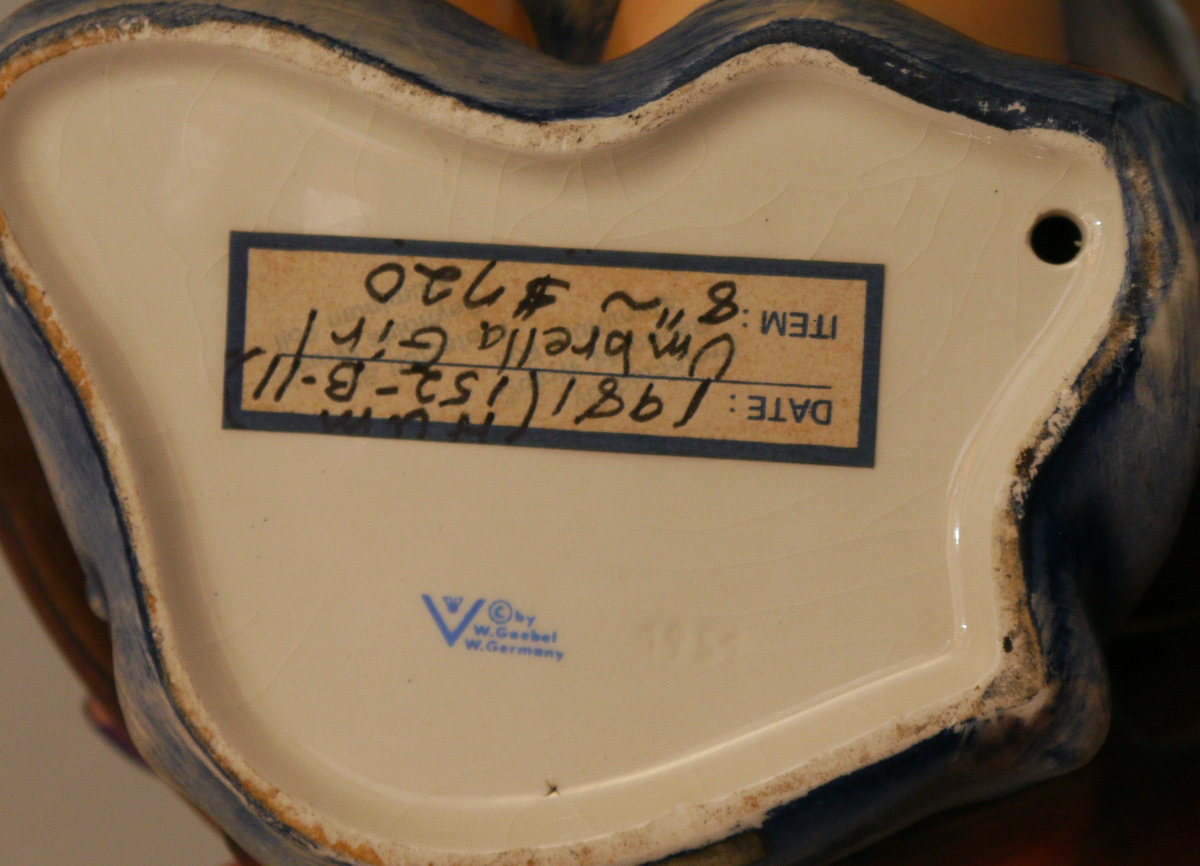 HUM
DATE: 1981 (152-B-11)
Umbrella Girl
ITEM: 8" ~ $720
© by
W. Goebel
W. Germany